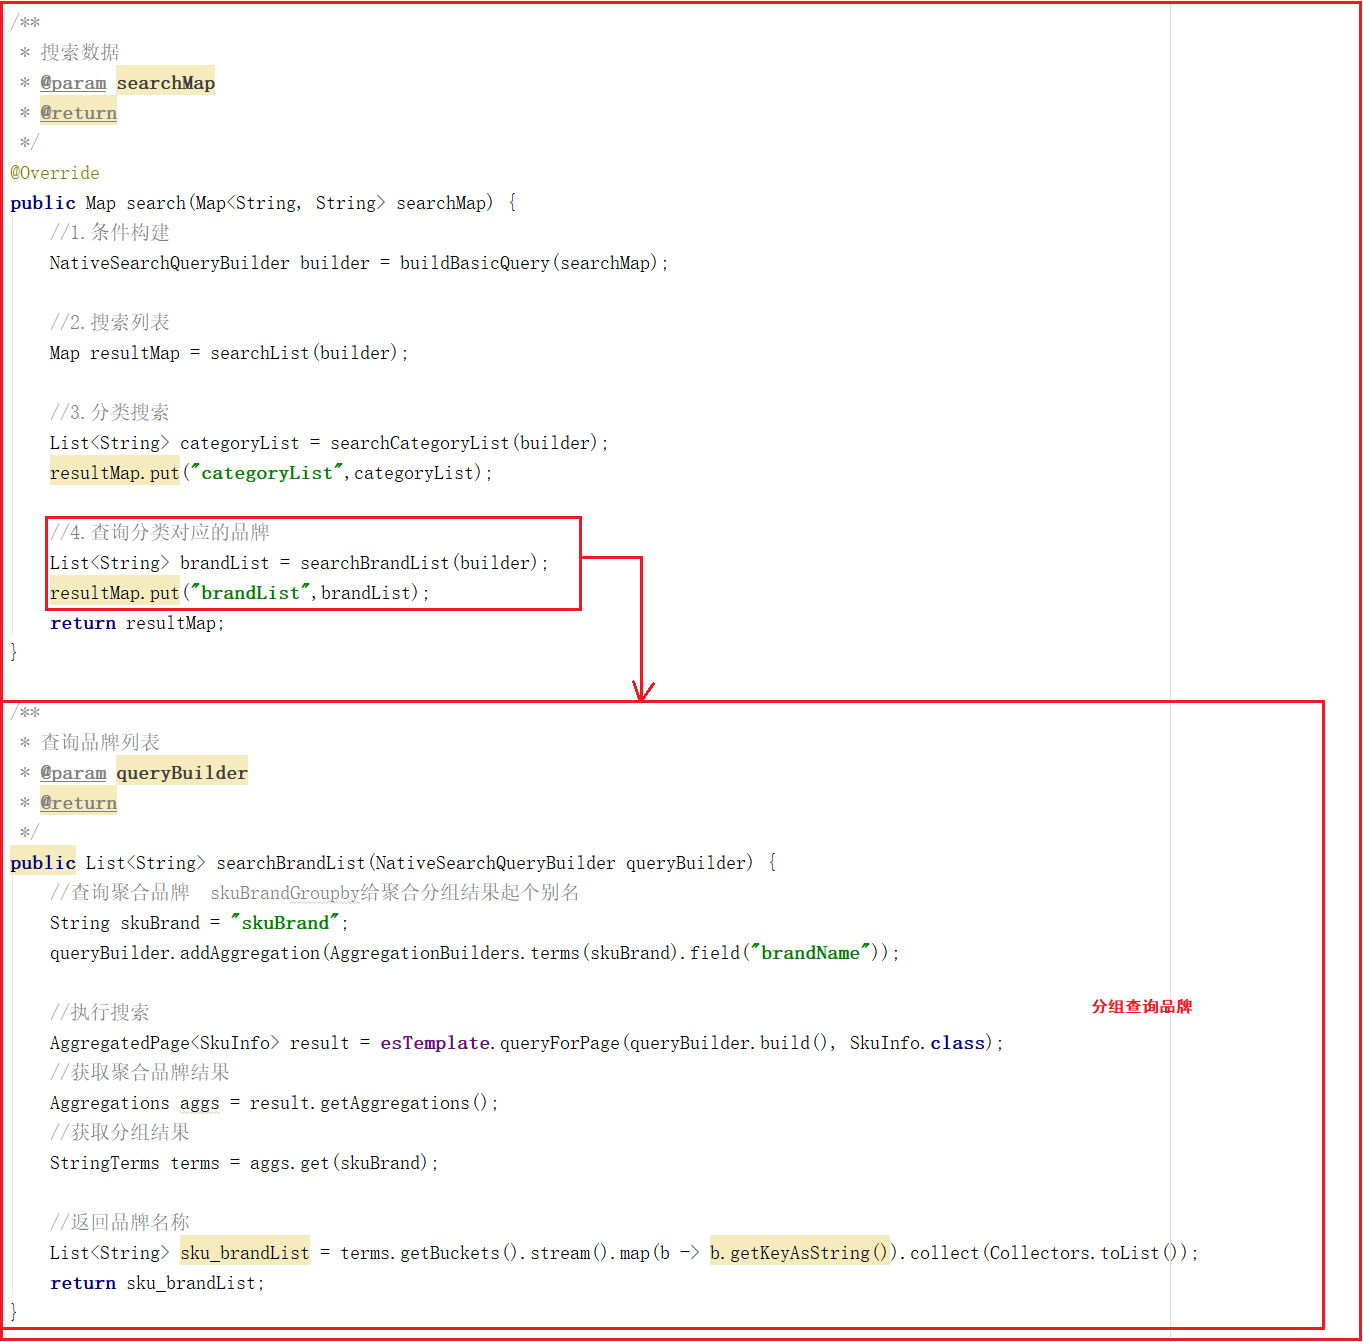 /**
 * 搜索数据
 * @param searchMap
 * @return
 */
@Override
public Map search(Map<String, String> searchMap) {
    //1.条件构建
    NativeSearchQueryBuilder builder = buildBasicQuery(searchMap);
    //2.搜索列表
    Map resultMap = searchList(builder);
    //3.分类搜索
    List<String> categoryList = searchCategoryList(builder);
    resultMap.put("categoryList",categoryList);
    //4.查询分类对应的品牌
    List<String> brandList = searchBrandList(builder);
    resultMap.put("brandList",brandList);
    return resultMap;
}
/**
 * 查询品牌列表
 * @param queryBuilder
 * @return
 */
public List<String> searchBrandList(NativeSearchQueryBuilder queryBuilder) {
    //查询聚合品牌  skuBrandGroupby给聚合分组结果起个别名
    String skuBrand = "skuBrand";
    queryBuilder.addAggregation(AggregationBuilders.terms(skuBrand).field("brandName"));
    //执行搜索
分组查询品牌
    AggregatedPage<SkuInfo> result = esTemplate.queryForPage(queryBuilder.build(), SkuInfo.class);
    //获取聚合品牌结果
    Aggregations aggs = result.getAggregations();
    //获取分组结果
    StringTerms terms = aggs.get(skuBrand);
    //返回品牌名称
    List<String> sku_brandList = terms.getBuckets().stream().map(b -> b.getKeyAsString()).collect(Collectors.toList());
    return sku_brandList;
}